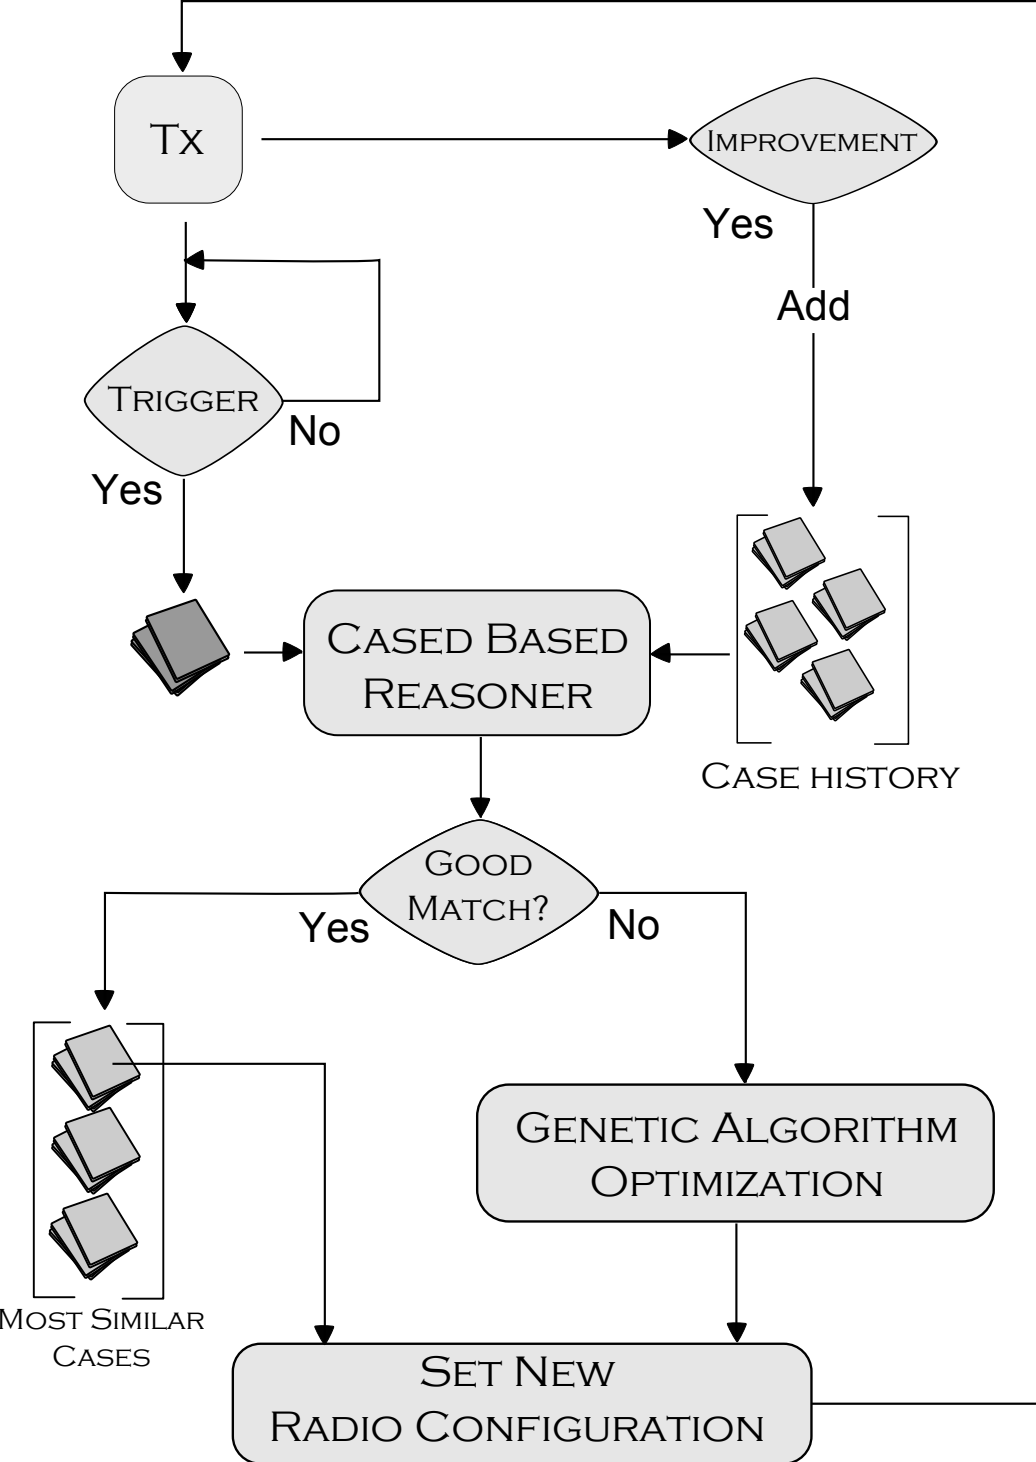 Tx
Improvement
Yes
Add
Trigger
No
Yes
Cased Based
Reasoner
Case history
Good
Match?
Yes
No
Genetic Algorithm
Optimization
Most Similar
Cases
Set New
Radio Configuration